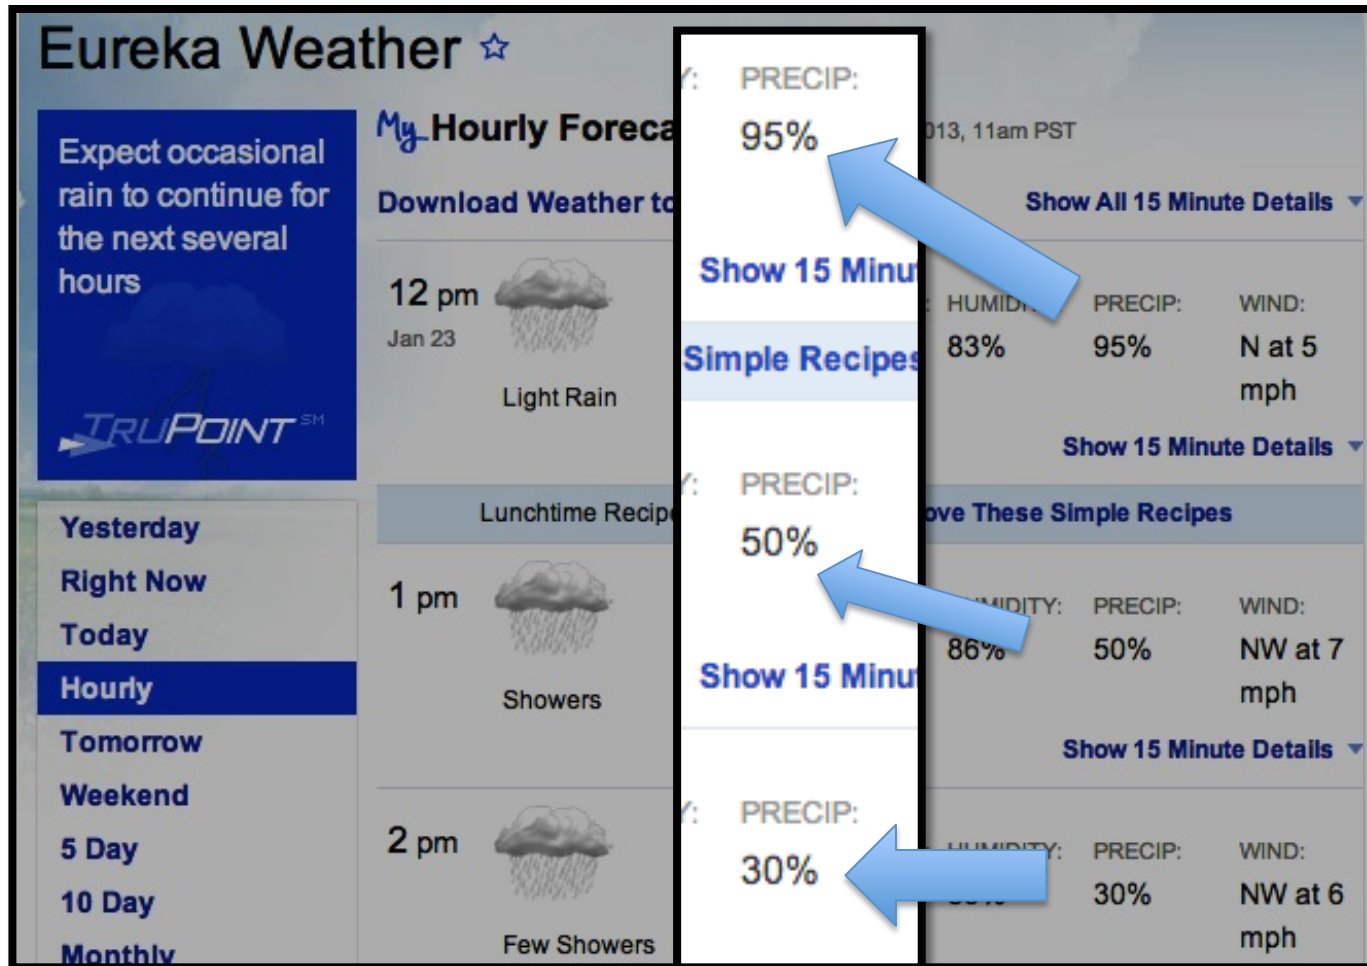 Eureka Weather
Expect occasional
rain to continue for
the next several
hours
TRUPOINT SM
Yesterday
Right Now
Today
Hourly
Tomorrow
Weekend
5 Day
10 Day
Monthly
My Hourly Foreca
013, 11am PST
Download Weather to
Show All 15 Minute Details
12 pm
Jan 23
Light Rain
HUMIDI
PRECIP:
WIND:
83%
95%
N at 5
mph
Show 15 Minute Details
Lunchtime Recip
ove These Simple Recipes
1 pm
Showers
UMIDITY:
PRECIP:
WIND:
86%
50%
NW at 7
mph
Show 15 Minute Details
2 pm
Few Showers
HUMIDITY:
PRECIP:
WIND:
30%
NW at 6
mph
Y:
PRECIP:
95%
Show 15 Minu
Simple Recipes
Y:
PRECIP:
50%
Show 15 Minu
Y:
PRECIP:
30%